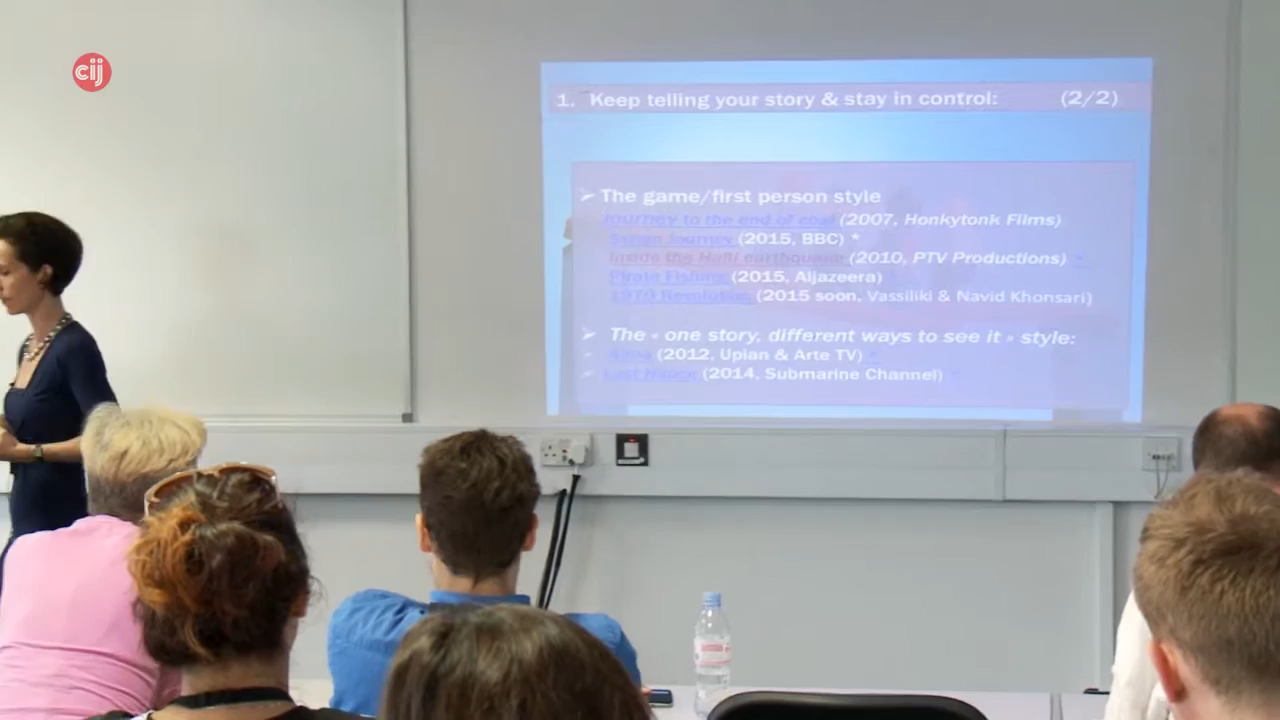 cij
1. Keep telling your story & stay in control: (2/2)
➢ The game/first person style
Journey to the end of coal (2007, Honkytonk Films)
Syrian Journey (2015, BBC) *
Inside the Haiti earthquake (2010, PTV Productions) *
Pirate Fishing (2015, Aljazeera) *
1979 Revolution (2015 soon, Vassiliki & Navid Khonsari)
➢ The « one story, different ways to see it » style:
(2012, Upian & Arte TV) *
- Last Hijack (2014, Submarine Channel) *